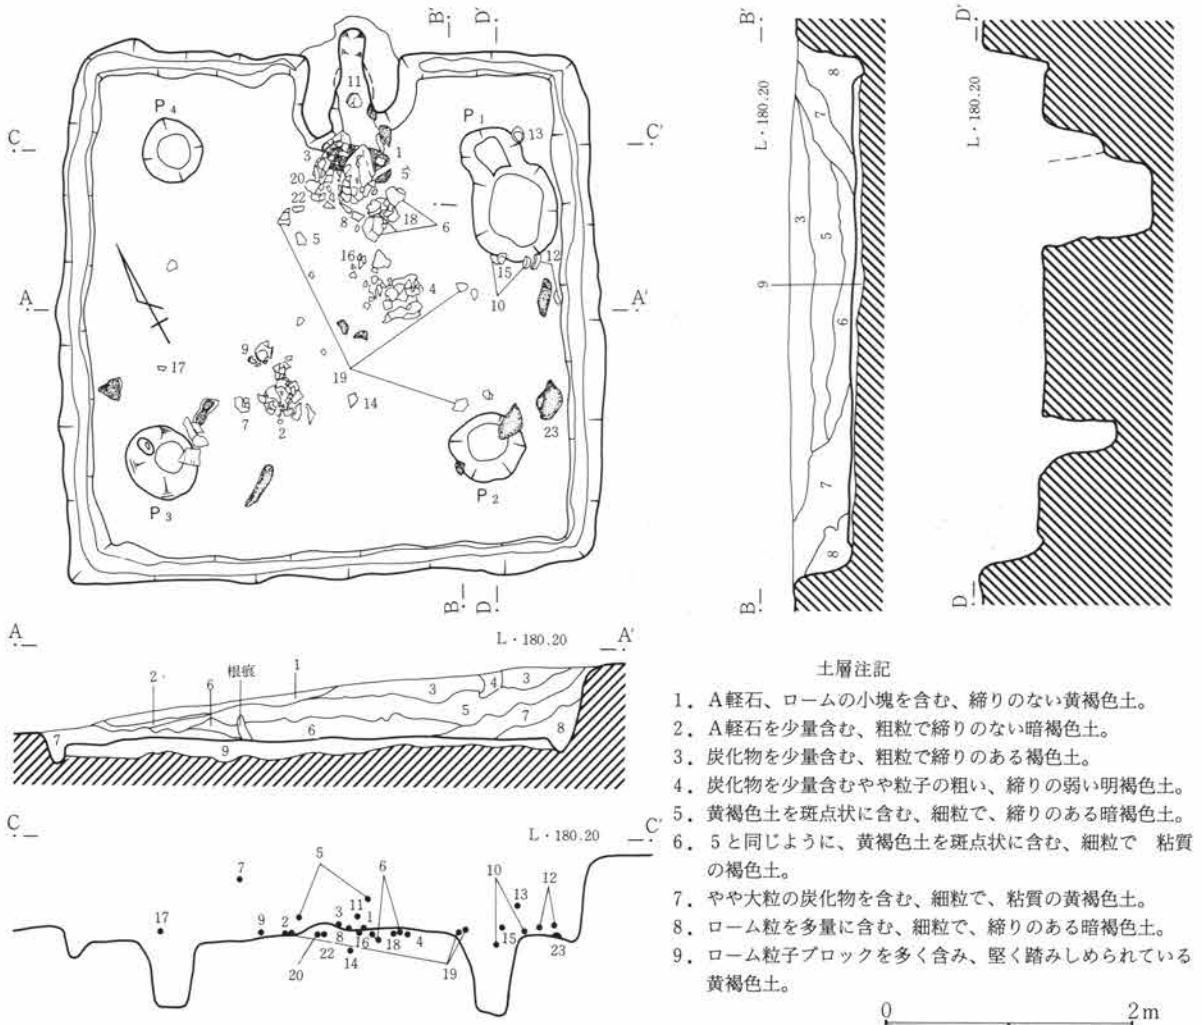 B′
D′
11
P4
P1
13
C
C′
3
1
20
5
22
8
18
6
5
16
15
12
4
10
A
A′
9
17
19
7
2
14
23
P3
P2
B
D
B′
L・180.20
8
7
3
5
9
6
7
8
B
D′
L・180.20
D
A
L・180.20
A′
2
6
根痕
1
3
4
3
5
7
6
7
8
9
C
L・180.20
C′
7
5
6
10
13
12
11
17
9
2
3
1
8
16
18
4
15
20
22
14
19
23
土層注記
1．A軽石、ロームの小塊を含む、締りのない黄褐色土。
2．A軽石を少量含む、粗粒で締りのない暗褐色土。
3．炭化物を少量含む、粗粒で締りのある褐色土。
4．炭化物を少量含むやや粒子の粗い、締りの弱い明褐色土。
5．黄褐色土を斑点状に含む、細粒で、締りのある暗褐色土。
6．5と同じように、黄褐色土を斑点状に含む、細粒で　粘質
の褐色土。
7．やや大粒の炭化物を含む、細粒で、粘質の黄褐色土。
8．ローム粒を多量に含む、細粒で、締りのある暗褐色土。
9．ローム粒子ブロックを多く含み、堅く踏みしめられている
黄褐色土。
0
2m